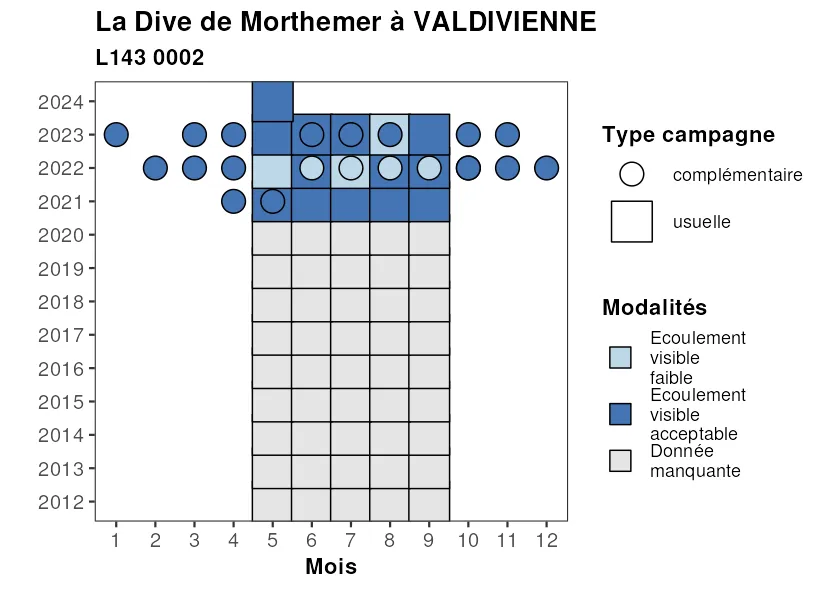 La Dive de Morthemer à VALDIVIENNE
L143 0002
2024
2023
2022
2021
2020
2019
2018
2017
2016
2015
2014
2013
2012
1 2 3 4 5 6 7 8 9 10 11 12
Mois
Type campagne
complémentaire
usuelle
Modalités
Ecoulement
visible
faible
Ecoulement
visible
acceptable
Donnée
manquante